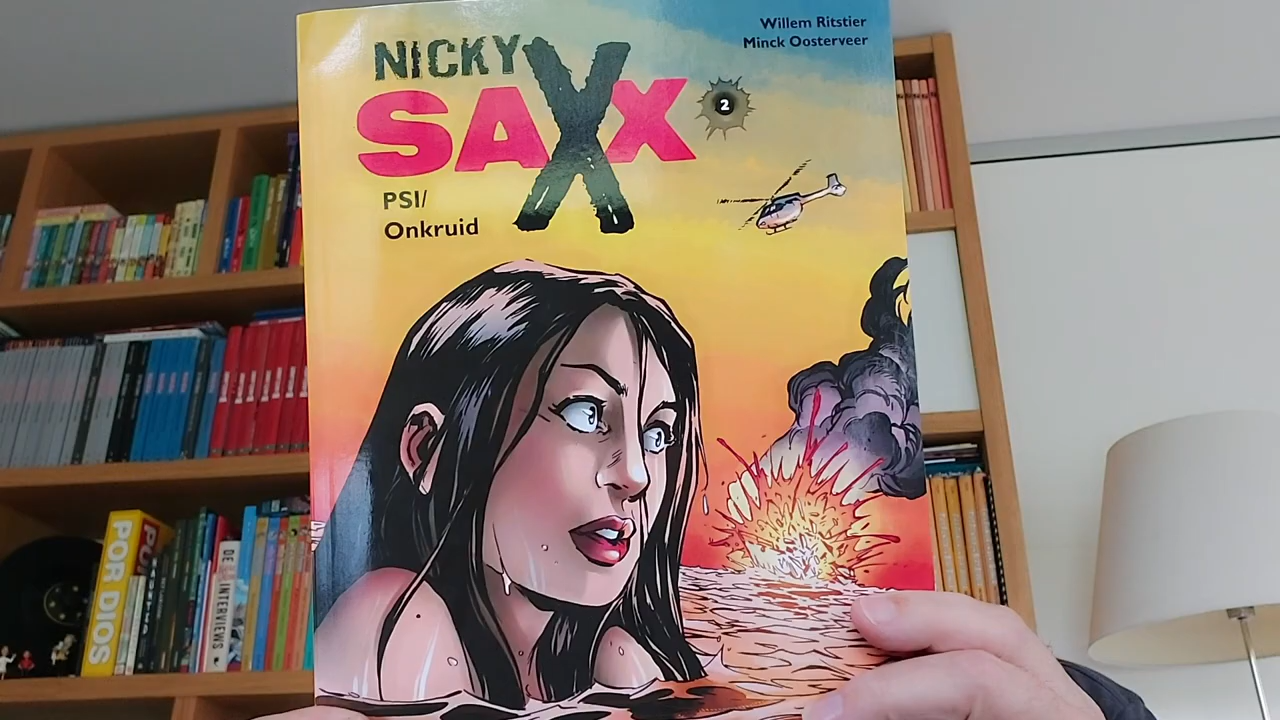 Willem Ritstier
Minck Oosterveer
NICKY
SAXX
2
PSI/
Onkruid
POR DIOS
DE INTERVIEWS